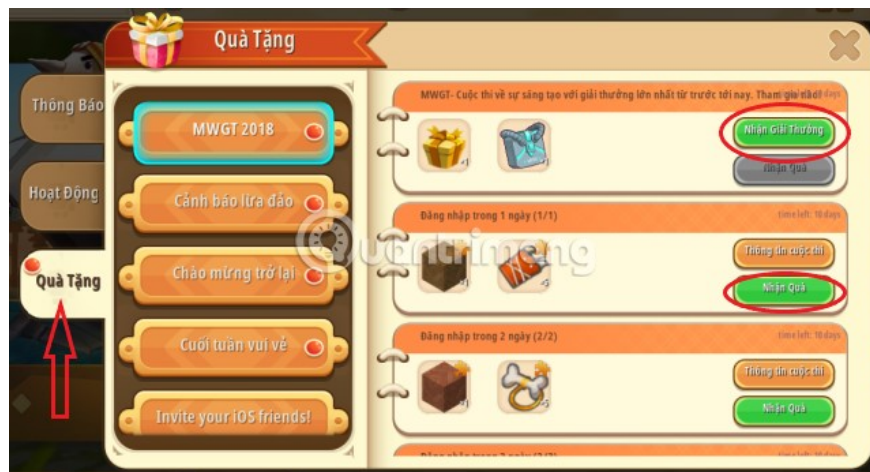 Quà Tặng
Thông Báo
Hoạt Động
Quà Tặng
MWGT 2018
Cảnh báo lừa đảo
Chào mừng trở lại
Cuối tuần vui vẻ
Invite your iOS friends!
MWGT- Cuộc thi về sự sáng tạo với giải thưởng lớn nhất từ trước tới nay. Tham gia nào! days
Nhận Giải Thưởng
Nhận Quà
Đăng nhập trong 1 ngày (1/1)
time left: 10 days
Thông tin cuộc thi
Nhận Quà
Đăng nhập trong 2 ngày (2/2)
time left: 10 days
Thông tin cuộc thi
Nhận Quà
Quantrimang